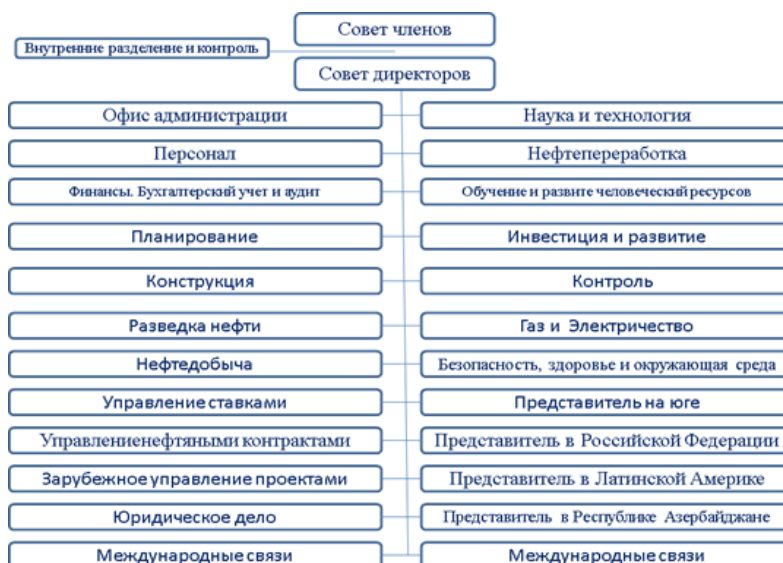 Совет членов
Внутренние разделение и контроль
Совет директоров
Офис администрации
Наука и технология
Персонал
Нефтепереработка
Финансы. Бухгалтерский учет и аудит
Обучение и развите человеческий ресурсов
Планирование
Инвестиция и развитие
Конструкция
Контроль
Разведка нефти
Газ и Электричество
Нефтедобыча
Безопасность, здоровье и окружающая среда
Управление ставками
Представитель на юге
Управлениенефтяными контрактами
Представитель в Российской Федерации
Зарубежное управление проектами
Представитель в Латинской Америке
Юридическое дело
Представитель в Республике Азербайджане
Международные связи
Международные связи